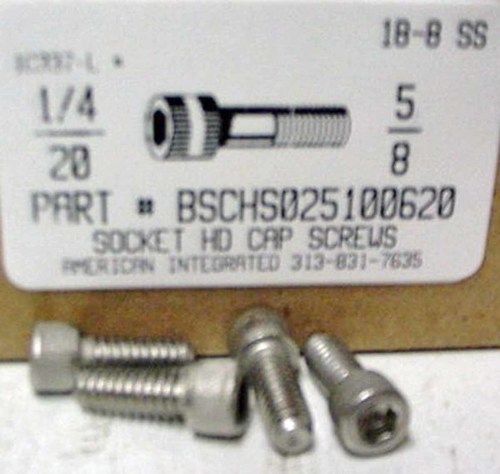 18-8 SS
1/4
20
5
8
PART # BSCHS025100620
SOCKET HD CAP SCREWS
AMERICAN INTEGRATED 313-831-7635